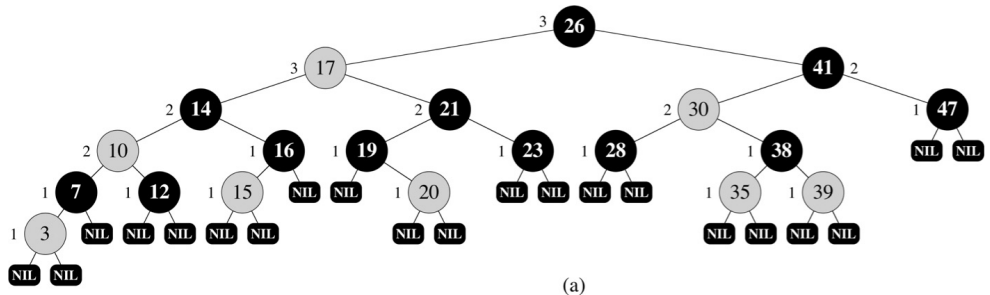 3 26
3 17 41 2
2 14 2 21 2 30 1 47
2 10 1 16 1 19 1 23 1 28 1 38 NIL NIL
1 7 1 12 1 15 NIL NIL 1 20 NIL NIL NIL NIL 1 35 1 39
1 3 NIL NIL NIL NIL NIL NIL NIL NIL NIL NIL NIL
NIL NIL
(a)